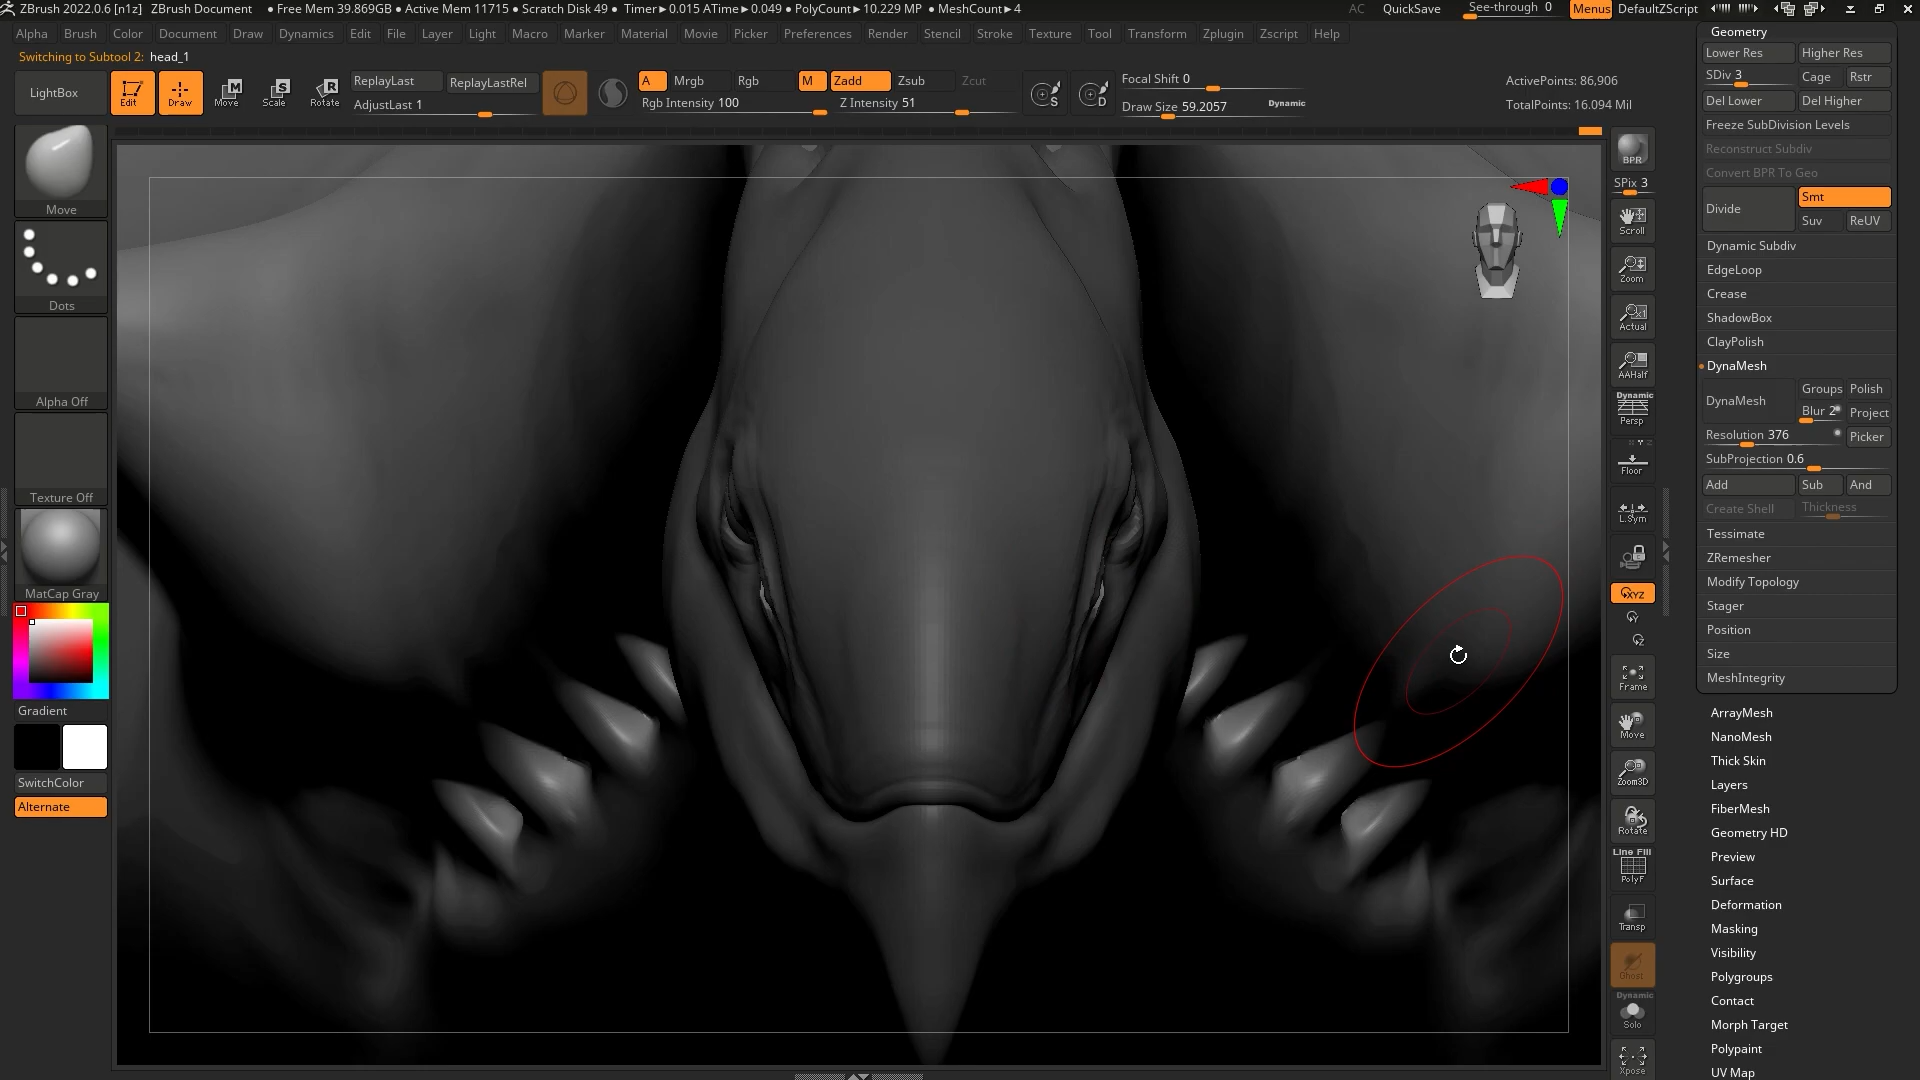 ZBrush 2022.0.6 [n1z] ZBrush Document • Free Mem 39.869GB • Active Mem 11715 • Scratch Disk 49 • Timer►0.015 ATime►0.049 • PolyCount►10.229 MP • MeshCount►4 AC QuickSave See-through 0 Menus DefaultZScript
Alpha Brush Color Document Draw Dynamics Edit File Layer Light Macro Marker Material Movie Picker Preferences Render Stencil Stroke Texture Tool Transform Zplugin Zscript Help
Switching to Subtool 2: head_1
LightBox
Edit
Draw
Move
M
Scale
S
Rotate
R
ReplayLast
ReplayLastRel
AdjustLast 1
A
Mrgb
Rgb
M
Zadd
Zsub
Zcut
Rgb Intensity 100
Z Intensity 51
S
D
Focal Shift 0
Draw Size 59.2057
Dynamic
ActivePoints: 86,906
TotalPoints: 16.094 Mil
Move
Dots
Alpha Off
Texture Off
MatCap Gray
Gradient
SwitchColor
Alternate
BPR
SPix 3
Scroll
Zoom
Actual
AAHalf
Dynamic
Persp
Floor
L.Sym
XYZ
Frame
Move
Zoom3D
Rotate
Line Fill
PolyF
Transp
Ghost
Dynamic
Solo
Xpose
Geometry
Lower Res
Higher Res
SDiv 3
Cage
Rstr
Del Lower
Del Higher
Freeze SubDivision Levels
Reconstruct Subdiv
Convert BPR To Geo
Divide
Smt
Suv
ReUV
Dynamic Subdiv
EdgeLoop
Crease
ShadowBox
ClayPolish
DynaMesh
DynaMesh
Groups
Polish
Blur 2
Project
Resolution 376
Picker
SubProjection 0.6
Add
Sub
And
Create Shell
Thickness
Tessimate
ZRemesher
Modify Topology
Stager
Position
Size
MeshIntegrity
ArrayMesh
NanoMesh
Thick Skin
Layers
FiberMesh
Geometry HD
Preview
Surface
Deformation
Masking
Visibility
Polygroups
Contact
Morph Target
Polypaint
UV Map